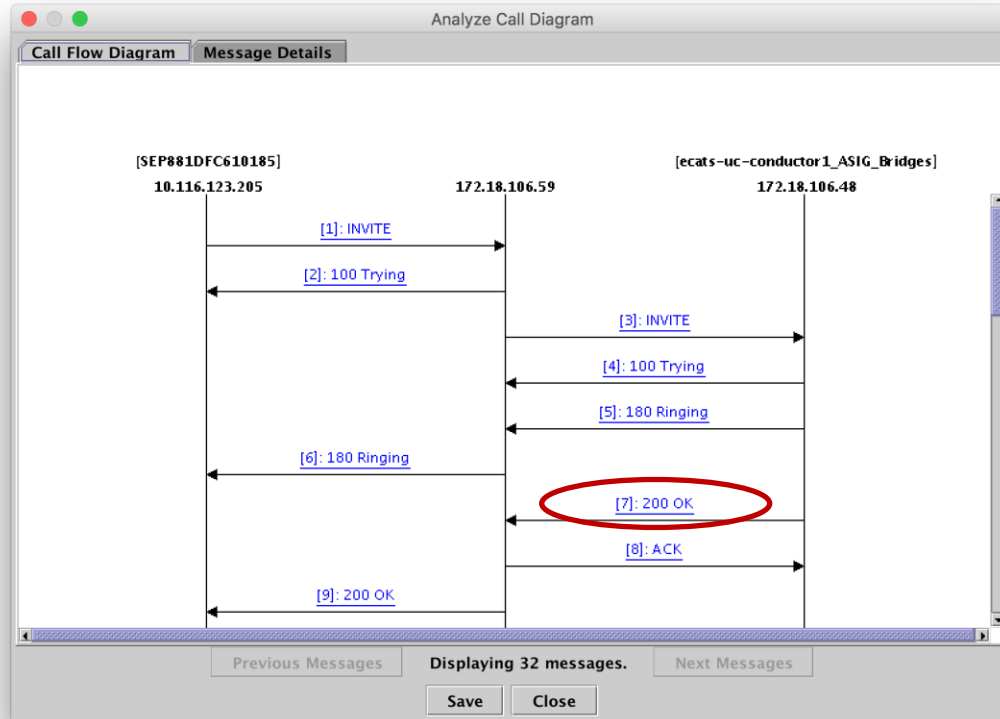 Analyze Call Diagram
Call Flow Diagram Message Details
[SEP881DFC610185] [ecats-uc-conductor1_ASIG_Bridges]
10.116.123.205 172.18.106.59 172.18.106.48
[1]: INVITE
[2]: 100 Trying
[3]: INVITE
[4]: 100 Trying
[5]: 180 Ringing
[6]: 180 Ringing
[7]: 200 OK
[8]: ACK
[9]: 200 OK
Previous Messages Displaying 32 messages. Next Messages
Save Close